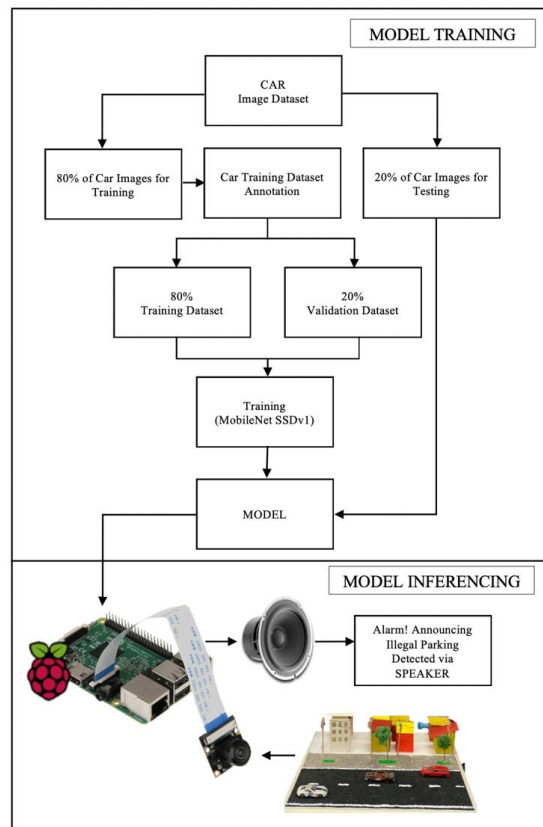 MODEL TRAINING
CAR
Image Dataset
80% of Car Images for
Training
Car Training Dataset
Annotation
20% of Car Images for
Testing
80%
Training Dataset
20%
Validation Dataset
Training
(MobileNet SSDv1)
MODEL
MODEL INFERENCING
Alarm! Announcing
Illegal Parking
Detected via
SPEAKER